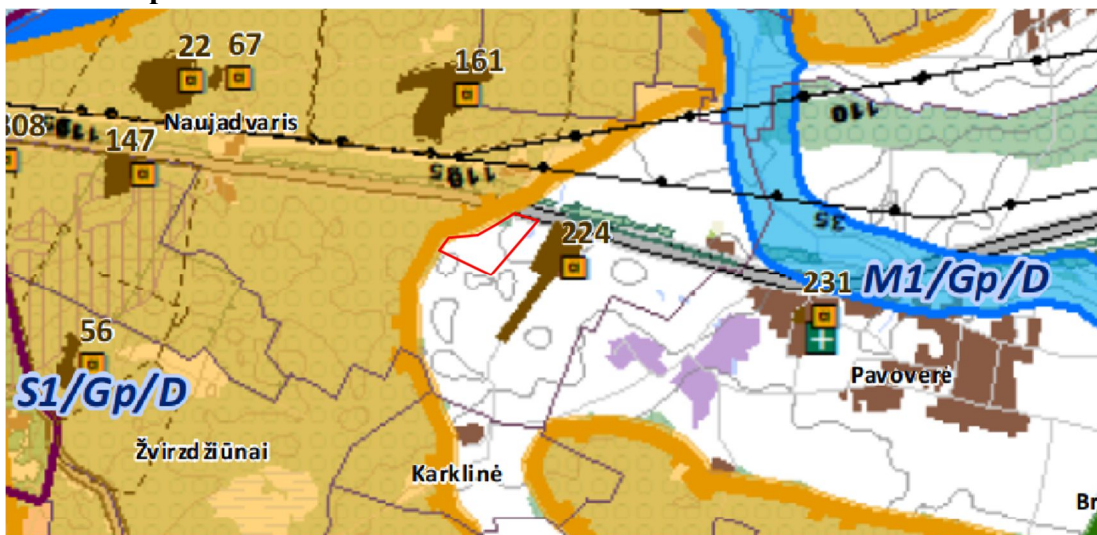 22
67
161
308
Naujadvaris
147
110
110
35
224
231
M1/Gp/D
56
S1/Gp/D
Pavoverė
Žvirzdžiūnai
Karklinė
Br